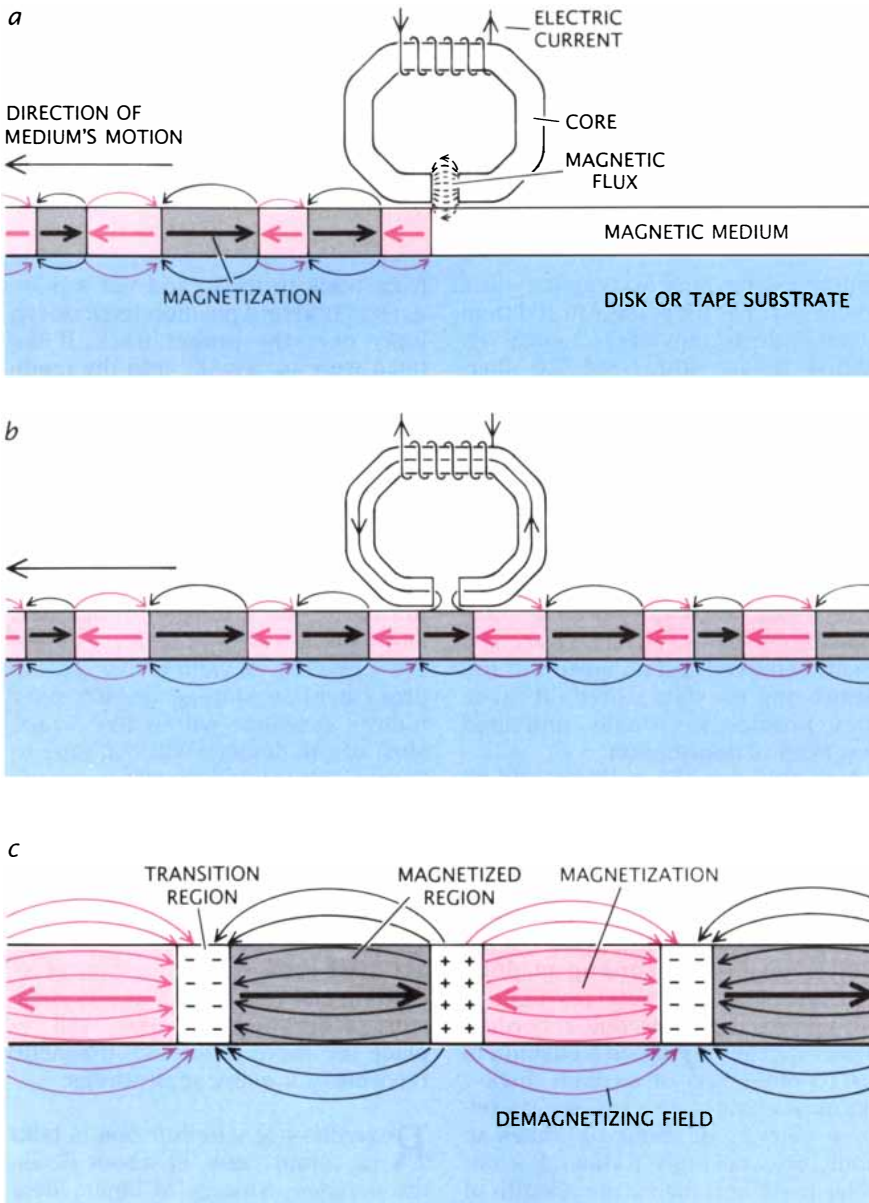 a
ELECTRIC
CURRENT
DIRECTION OF
MEDIUM'S MOTION
CORE
MAGNETIC
FLUX
MAGNETIC MEDIUM
MAGNETIZATION
DISK OR TAPE SUBSTRATE
b
c
TRANSITION
REGION
MAGNETIZED
REGION
MAGNETIZATION
- -
+ +
- -
- -
+ +
- -
- -
+ +
- -
- -
+ +
- -
- -
+ +
- -
DEMAGNETIZING FIELD